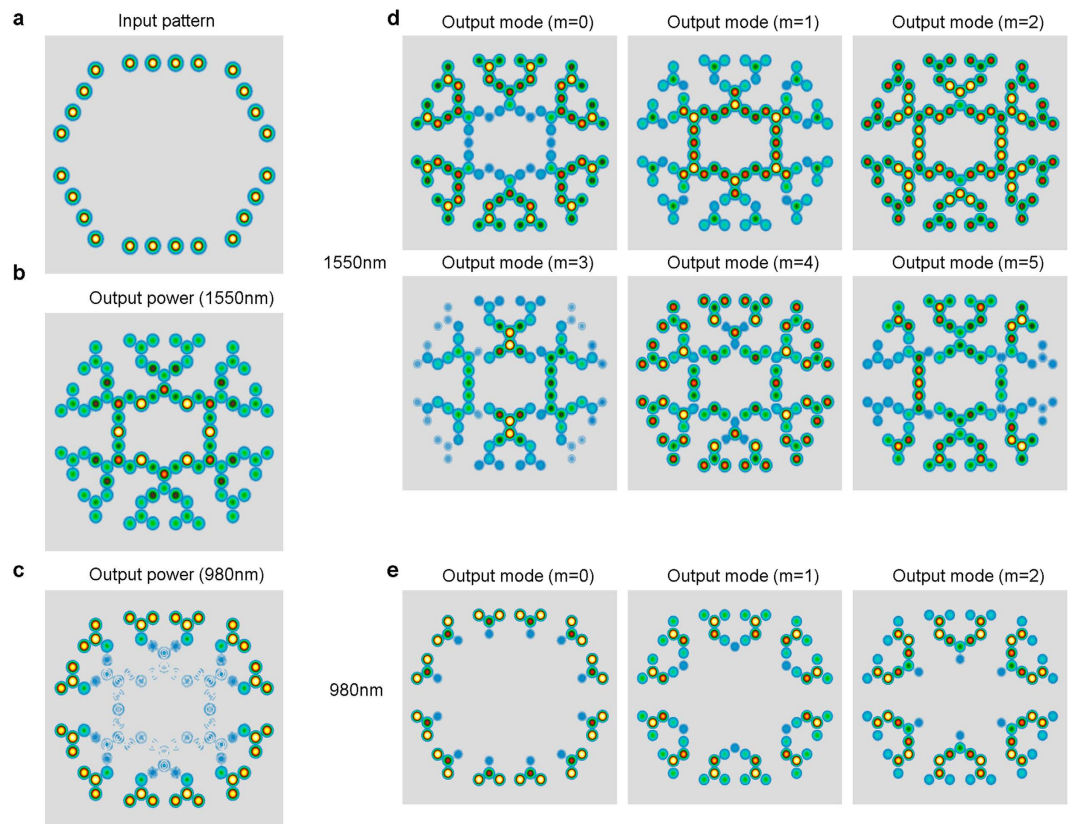 a
Input pattern
b
Output power (1550nm)
c
Output power (980nm)
d
Output mode (m=0)
Output mode (m=1)
Output mode (m=2)
1550nm
Output mode (m=3)
Output mode (m=4)
Output mode (m=5)
e
Output mode (m=0)
Output mode (m=1)
Output mode (m=2)
980nm